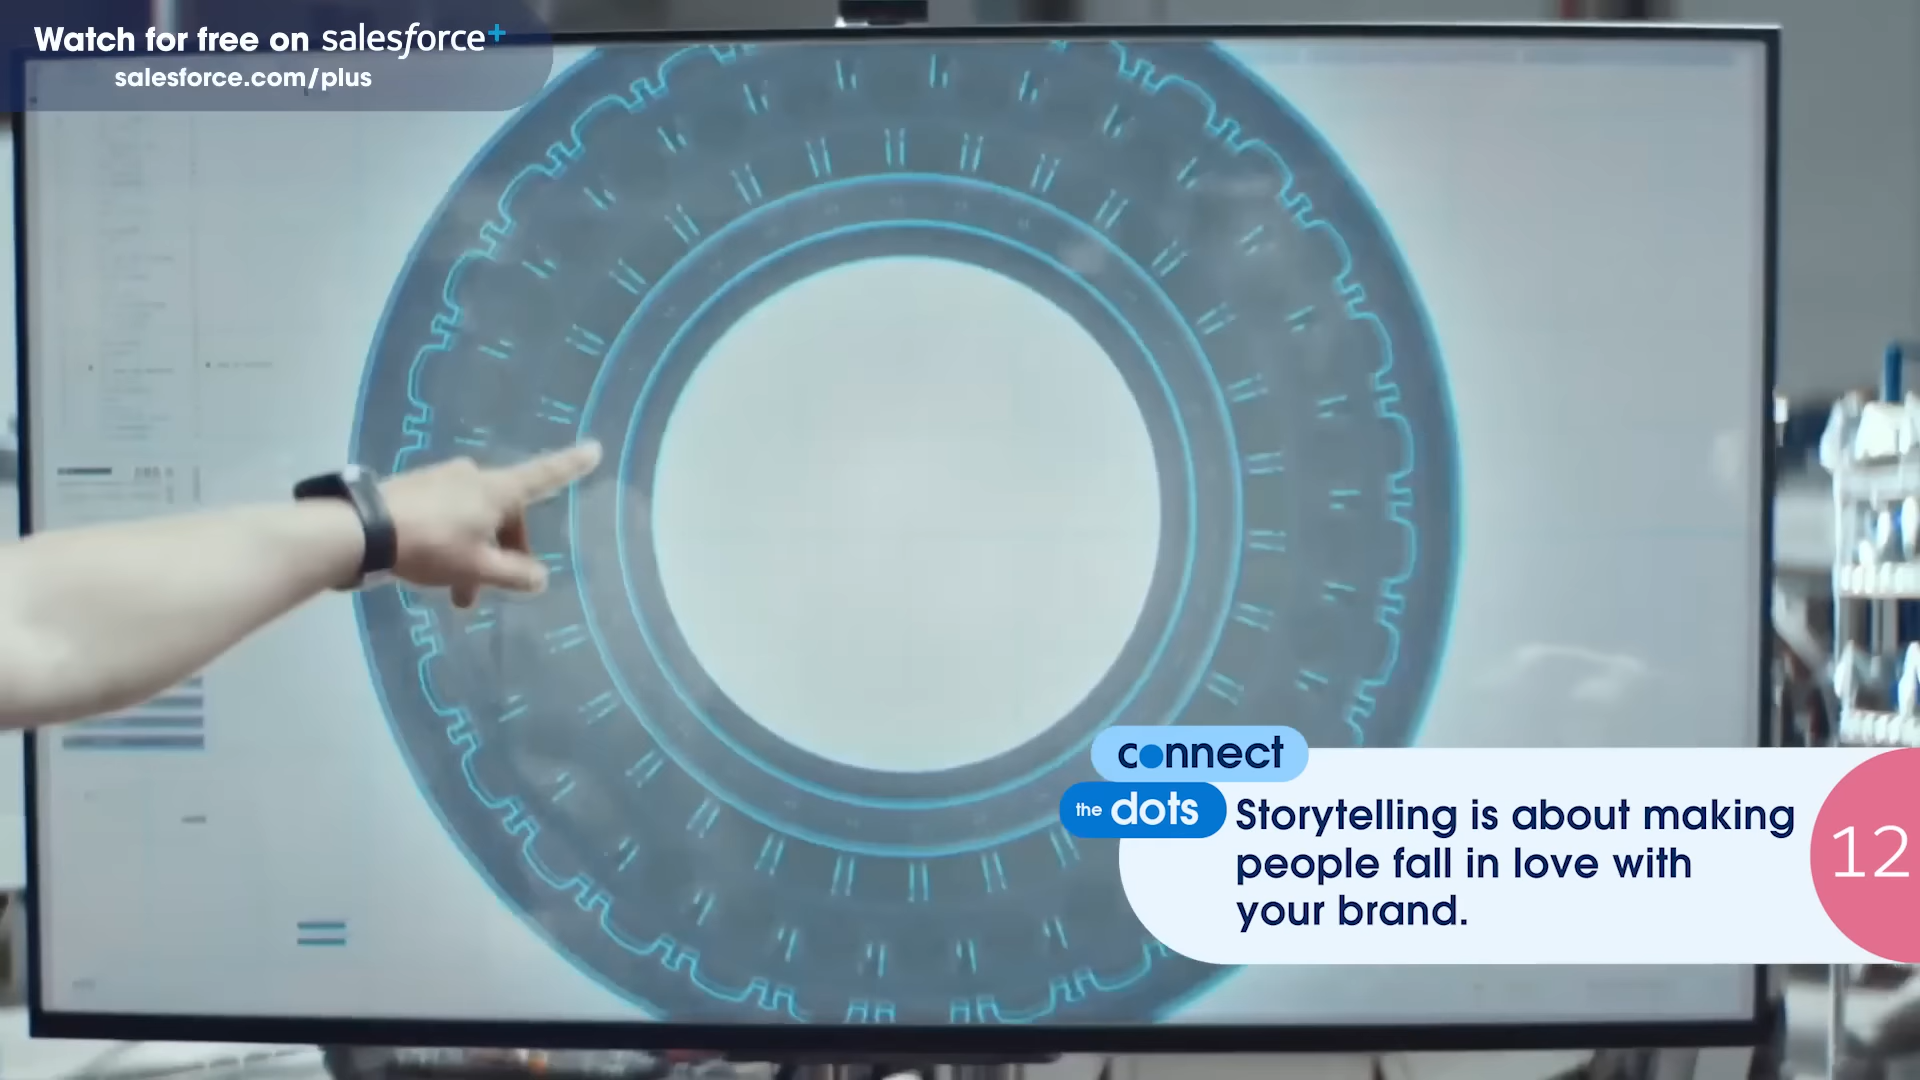 Watch for free on salesforce+
salesforce.com/plus
connect
the dots
Storytelling is about making
people fall in love with
your brand.
12